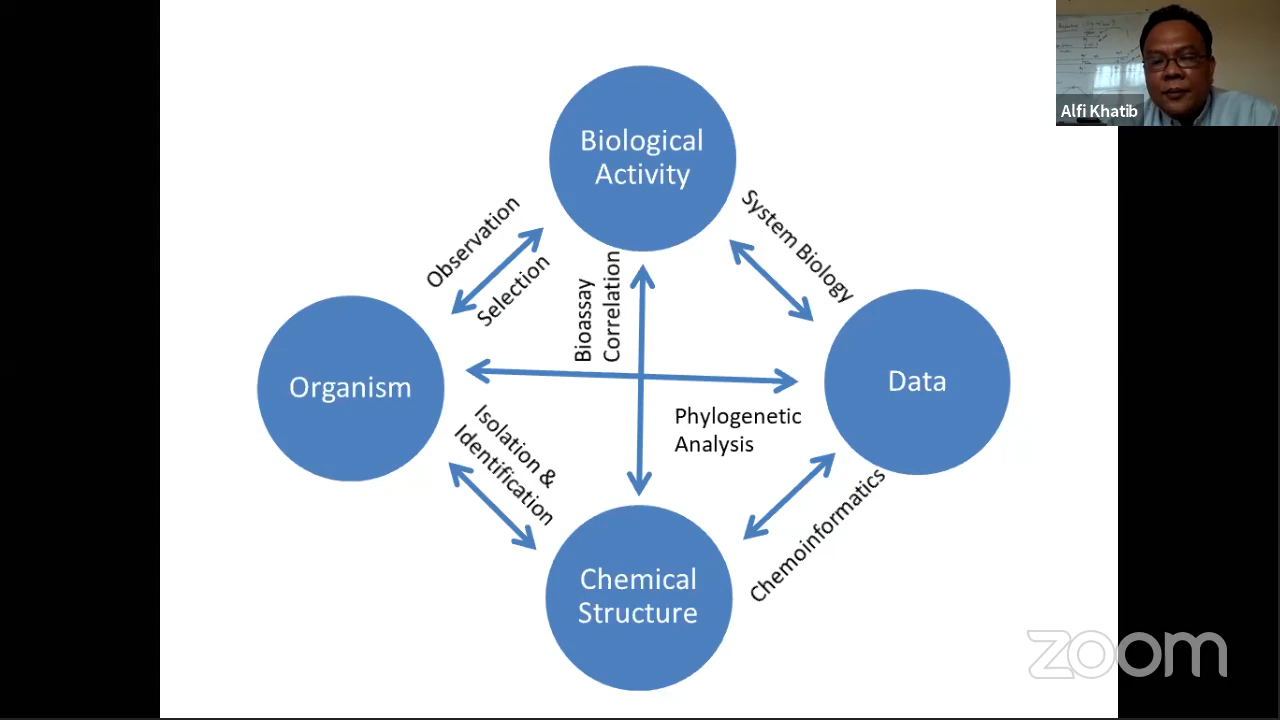 Alfi Khatib
Biological
Activity
Observation
Selection
System Biology
Bioassay
Correlation
Organism
Data
Phylogenetic
Analysis
Isolation &
Identification
Chemoinformatics
Chemical
Structure
zoom